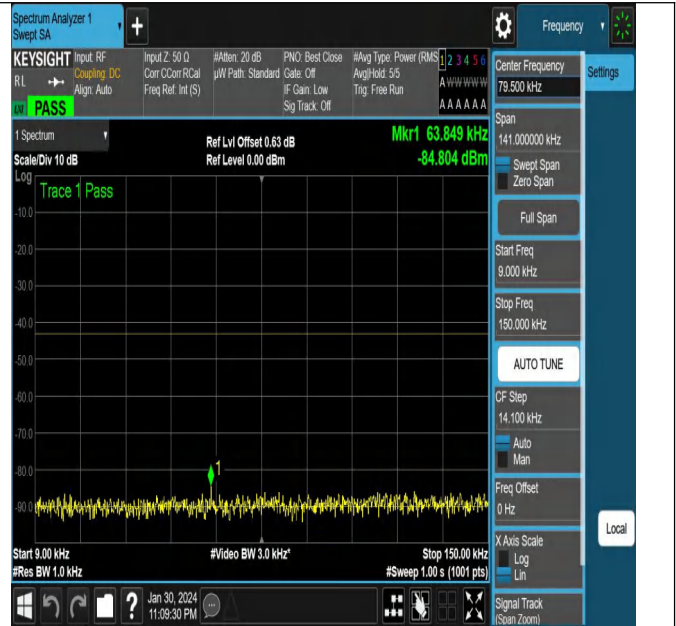 Spectrum Analyzer 1
Swept SA
+
Frequency
KEYSIGHT
RL
Input: RF
Coupling: DC
Align: Auto
Input Z: 50 Ω
Corr CCorr RCal
Freq Ref: Int (S)
#Atten: 20 dB
µW Path: Standard
PNO: Best Close
Gate: Off
IF Gain: Low
Sig Track: Off
#Avg Type: Power (RMS
Avg|Hold: 5/5
Trig: Free Run
1 2 3 4 5 6
A W W W W W
A A A A A A
PASS
1 Spectrum
Scale/Div 10 dB
Ref Lvl Offset 0.63 dB
Ref Level 0.00 dBm
Mkr1 63.849 kHz
-84.804 dBm
Log
Trace 1 Pass
-10.0
-20.0
-30.0
-40.0
-50.0
-60.0
-70.0
-80.0
-90.0
1
Start 9.00 kHz
#Res BW 1.0 kHz
#Video BW 3.0 kHz*
Stop 150.00 kHz
#Sweep 1.00 s (1001 pts)
Center Frequency
79.500 kHz
Span
141.000000 kHz
Swept Span
Zero Span
Full Span
Start Freq
9.000 kHz
Stop Freq
150.000 kHz
AUTO TUNE
CF Step
14.100 kHz
Auto
Man
Freq Offset
0 Hz
X Axis Scale
Log
Lin
Signal Track
(Span Zoom)
Settings
Local
?
Jan 30, 2024
11:09:30 PM